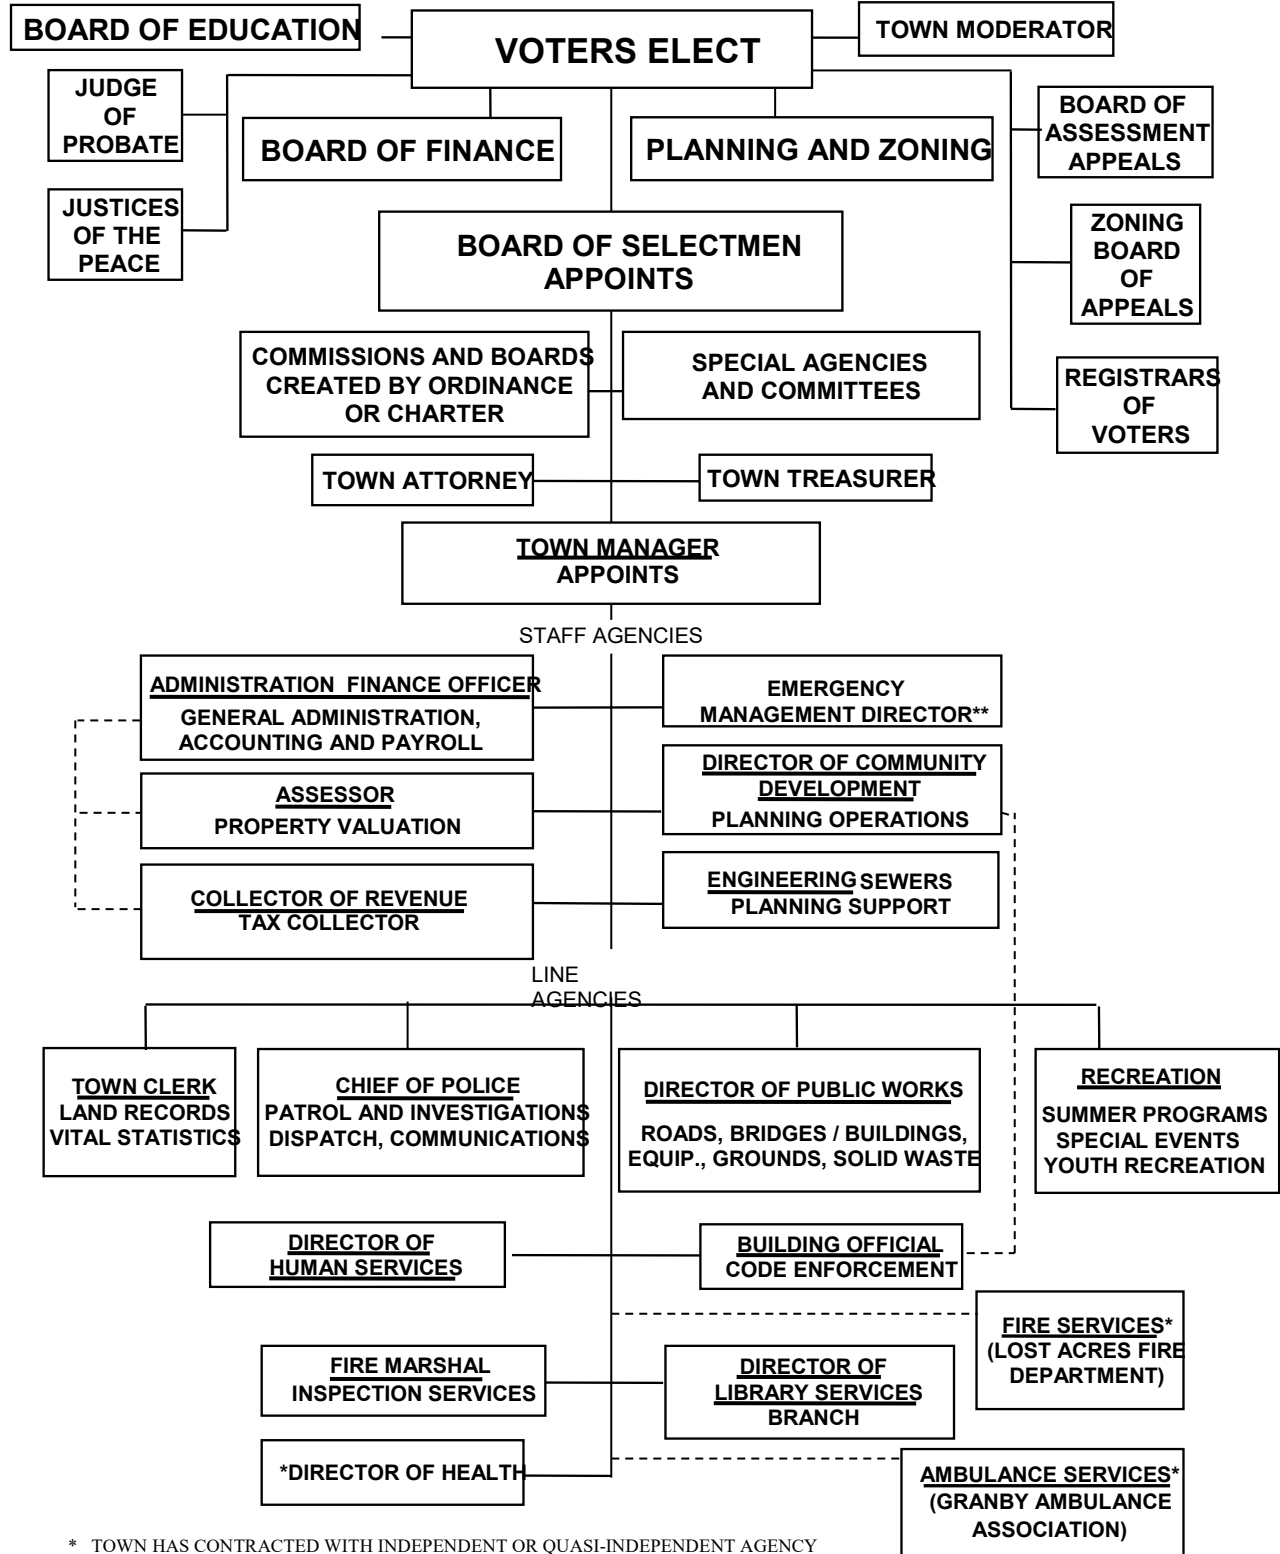 BOARD OF EDUCATION
VOTERS ELECT
TOWN MODERATOR
JUDGE
OF
PROBATE
BOARD OF FINANCE
PLANNING AND ZONING
BOARD OF
ASSESSMENT
APPEALS
JUSTICES
OF THE
PEACE
BOARD OF SELECTMEN
APPOINTS
ZONING
BOARD
OF
APPEALS
COMMISSIONS AND BOARDS
CREATED BY ORDINANCE
OR CHARTER
SPECIAL AGENCIES
AND COMMITTEES
REGISTRARS
OF
VOTERS
TOWN ATTORNEY
TOWN TREASURER
TOWN MANAGER
APPOINTS
STAFF AGENCIES
ADMINISTRATION FINANCE OFFICER
GENERAL ADMINISTRATION,
ACCOUNTING AND PAYROLL
EMERGENCY
MANAGEMENT DIRECTOR**
ASSESSOR
PROPERTY VALUATION
DIRECTOR OF COMMUNITY
DEVELOPMENT
PLANNING OPERATIONS
COLLECTOR OF REVENUE
TAX COLLECTOR
ENGINEERING SEWERS
PLANNING SUPPORT
LINE
AGENCIES
TOWN CLERK
LAND RECORDS
VITAL STATISTICS
CHIEF OF POLICE
PATROL AND INVESTIGATIONS
DISPATCH, COMMUNICATIONS
DIRECTOR OF PUBLIC WORKS
ROADS, BRIDGES / BUILDINGS,
EQUIP., GROUNDS, SOLID WASTE
RECREATION
SUMMER PROGRAMS
SPECIAL EVENTS
YOUTH RECREATION
DIRECTOR OF
HUMAN SERVICES
BUILDING OFFICIAL
CODE ENFORCEMENT
FIRE SERVICES*
(LOST ACRES FIRE
DEPARTMENT)
FIRE MARSHAL
INSPECTION SERVICES
DIRECTOR OF
LIBRARY SERVICES
BRANCH
*DIRECTOR OF HEALTH
AMBULANCE SERVICES*
(GRANBY AMBULANCE
ASSOCIATION)
* TOWN HAS CONTRACTED WITH INDEPENDENT OR QUASI-INDEPENDENT AGENCY